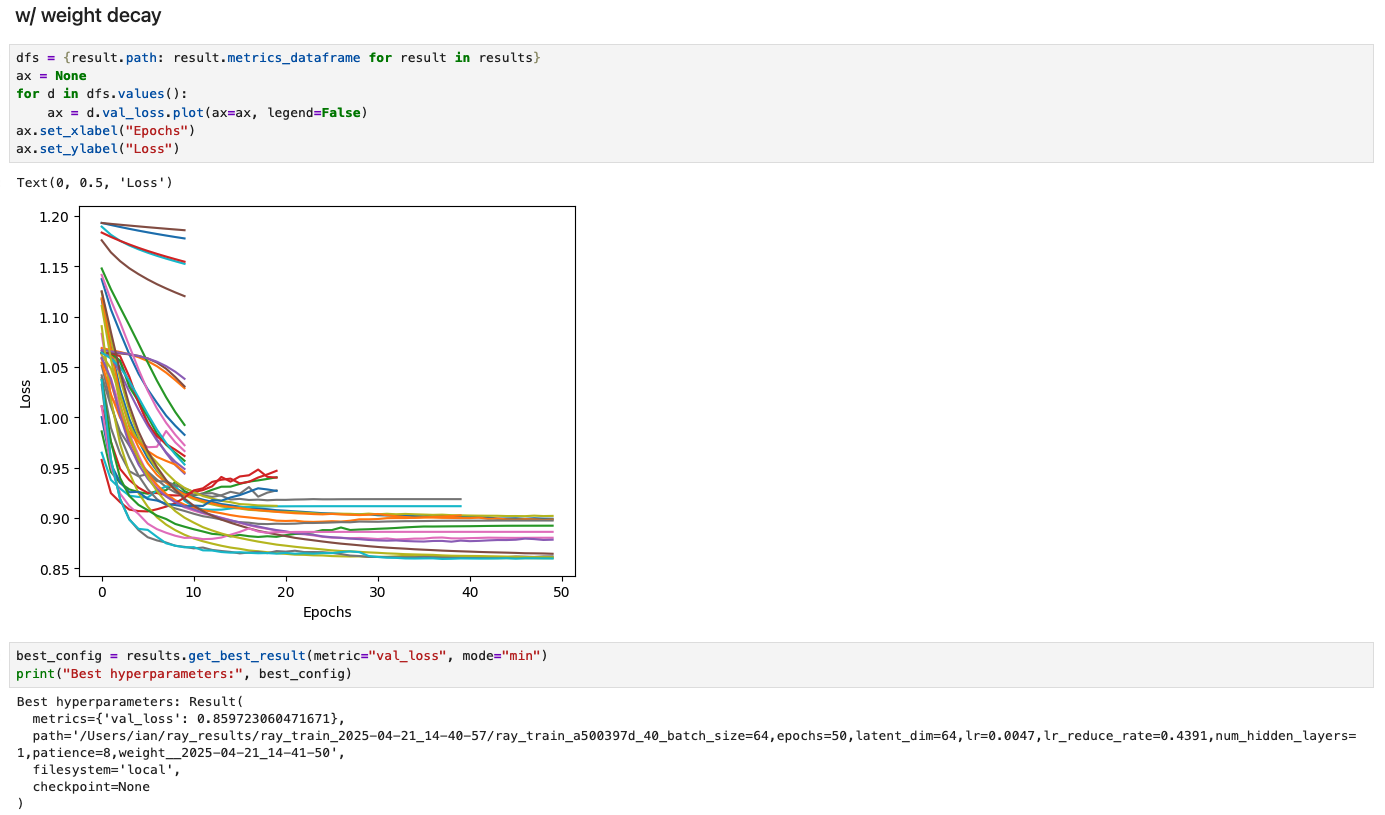 w/ weight decay
dfs = {result.path: result.metrics_dataframe for result in results}
ax = None
for d in dfs.values():
    ax = d.val_loss.plot(ax=ax, legend=False)
ax.set_xlabel("Epochs")
ax.set_ylabel("Loss")
Text(0, 0.5, 'Loss')
1.20
1.15
1.10
1.05
1.00
0.95
0.90
0.85
Loss
0 10 20 30 40 50
Epochs
best_config = results.get_best_result(metric="val_loss", mode="min")
print("Best hyperparameters:", best_config)
Best hyperparameters: Result(
  metrics={'val_loss': 0.859723060471671},
  path='/Users/ian/ray_results/ray_train_2025-04-21_14-40-57/ray_train_a500397d_40_batch_size=64,epochs=50,latent_dim=64,lr=0.0047,lr_reduce_rate=0.4391,num_hidden_layers=
1,patience=8,weight__2025-04-21_14-41-50',
  filesystem='local',
  checkpoint=None
)